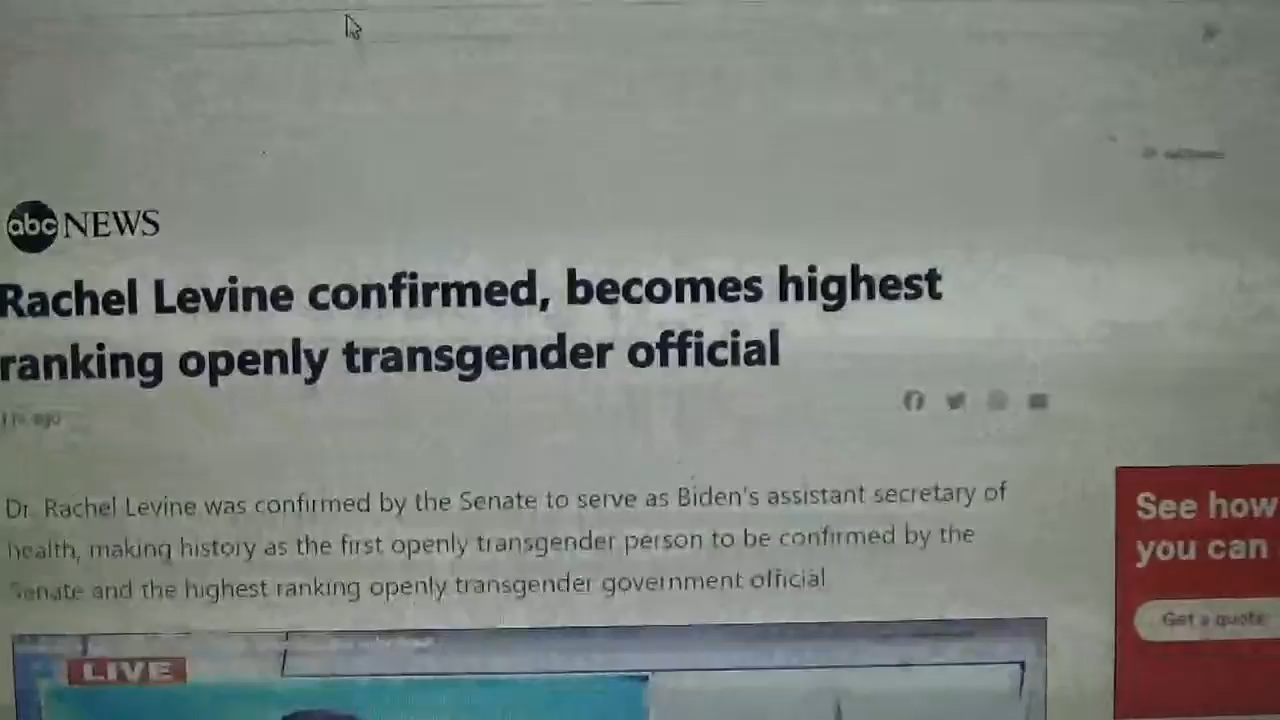 abc NEWS
Rachel Levine confirmed, becomes highest
ranking openly transgender official
ago
Dr. Rachel Levine was confirmed by the Senate to serve as Biden's assistant secretary of
health, making history as the first openly transgender person to be confirmed by the
Senate and the highest ranking openly transgender government official
See how
you can
Get a quote
LIVE